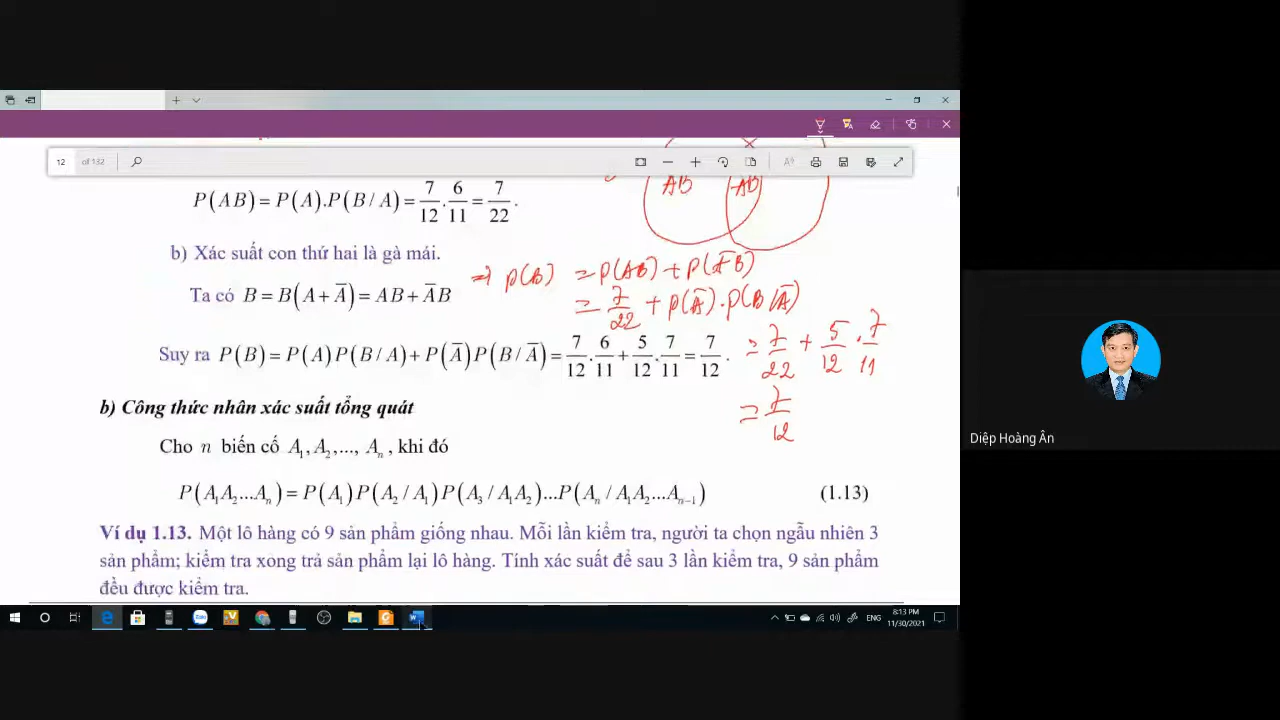 12 of 132
AB AB
P(AB) = P(A).P(B / A) = 7/12 . 6/11 = 7/22 .
b) Xác suất con thứ hai là gà mái.
⇒ P(B) = P(AB) + P(A̅B)
= 7/22 + P(A̅).P(B/A̅)
Ta có B = B(A + A̅) = AB + A̅B
Suy ra P(B) = P(A)P(B / A) + P(A̅)P(B / A̅) = 7/12 . 6/11 + 5/12 . 7/11 = 7/12 .
= 7/22 + 5/12 . 7/11
= 7/12
b) Công thức nhân xác suất tổng quát
Cho n biến cố A₁, A₂,..., Aₙ, khi đó
P(A₁A₂...Aₙ) = P(A₁)P(A₂ / A₁)P(A₃ / A₁A₂)...P(Aₙ / A₁A₂...Aₙ₋₁) (1.13)
Ví dụ 1.13. Một lô hàng có 9 sản phẩm giống nhau. Mỗi lần kiểm tra, người ta chọn ngẫu nhiên 3
sản phẩm; kiểm tra xong trả sản phẩm lại lô hàng. Tính xác suất để sau 3 lần kiểm tra, 9 sản phẩm
đều được kiểm tra.
Diệp Hoàng Ân
Zalo
ENG
8:13 PM
11/30/2021